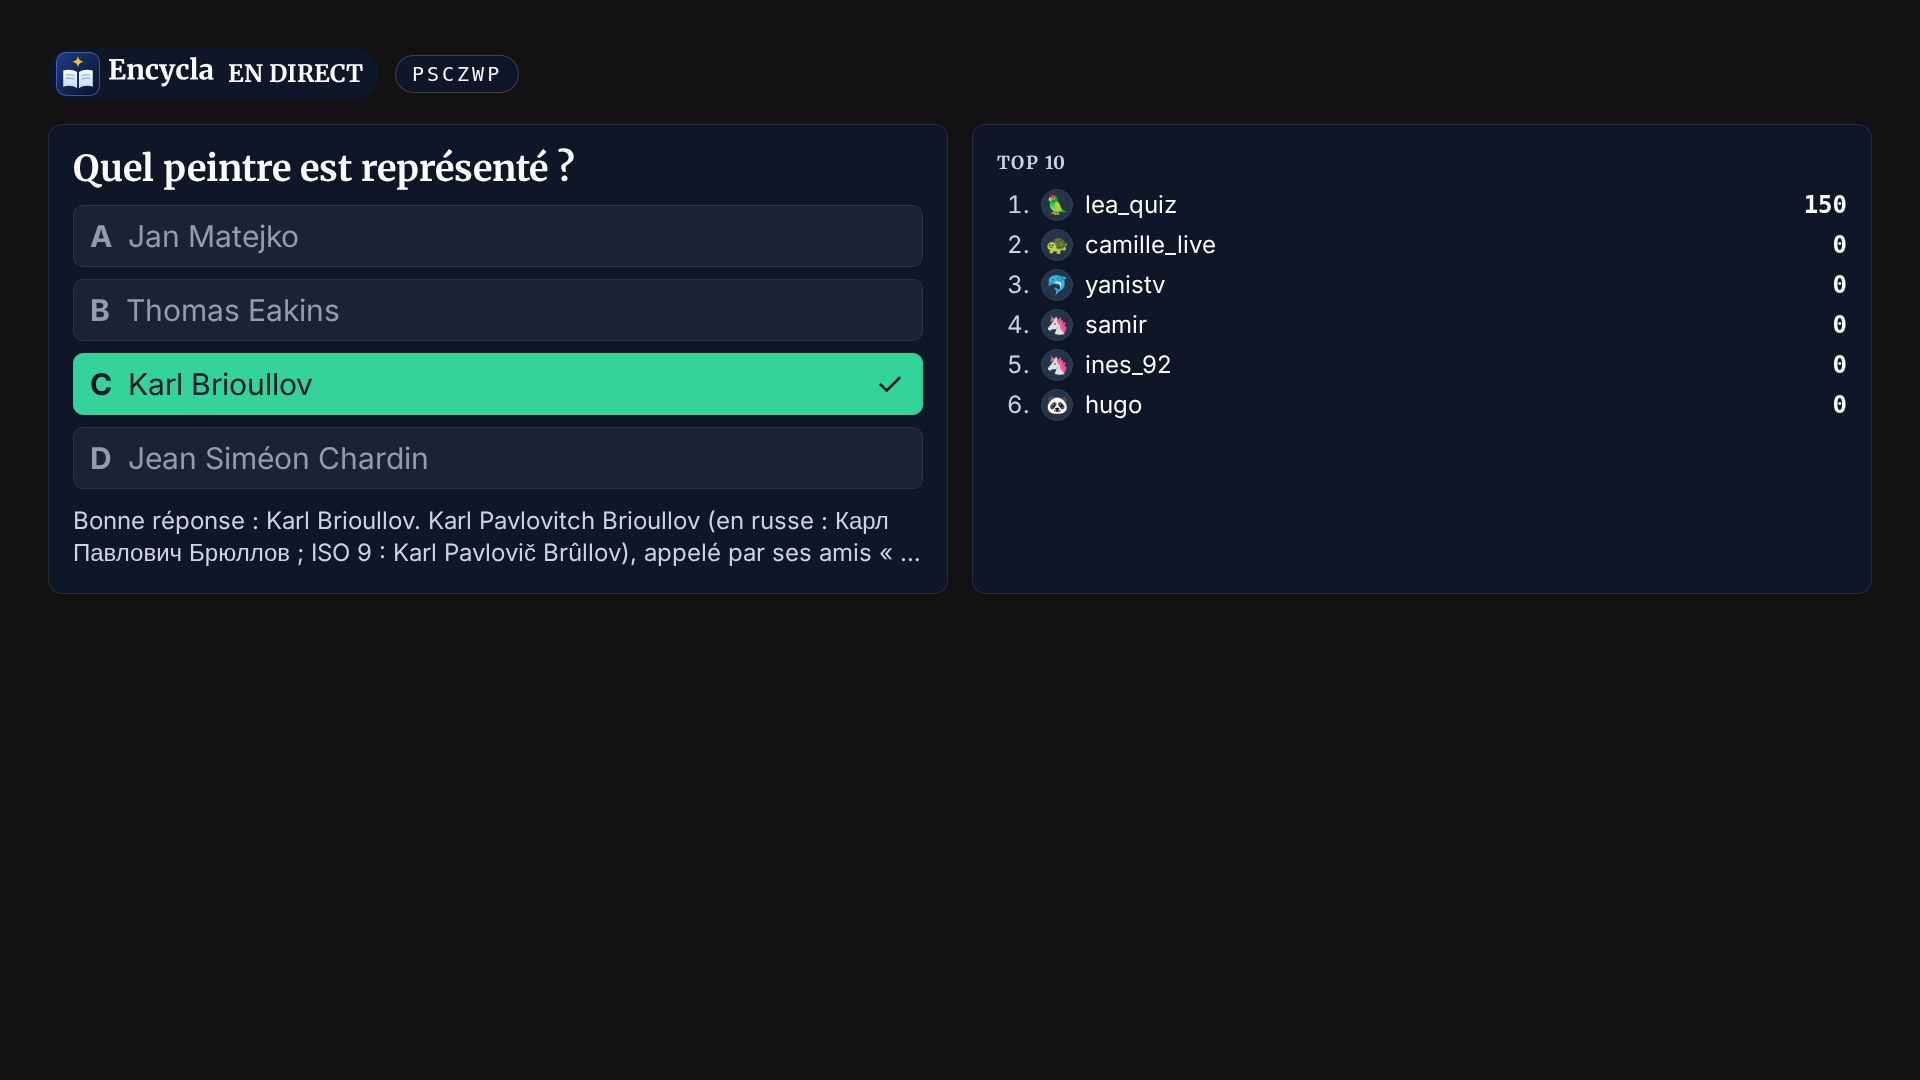 Encycla EN DIRECT PSCZWP
Quel peintre est représenté ?
A Jan Matejko
B Thomas Eakins
C Karl Brioullov
D Jean Siméon Chardin
Bonne réponse : Karl Brioullov. Karl Pavlovitch Brioullov (en russe : Карл
Павлович Брюллов ; ISO 9 : Karl Pavlovič Brûllov), appelé par ses amis « …
TOP 10
1. lea_quiz 150
2. camille_live 0
3. yanistv 0
4. samir 0
5. ines_92 0
6. hugo 0